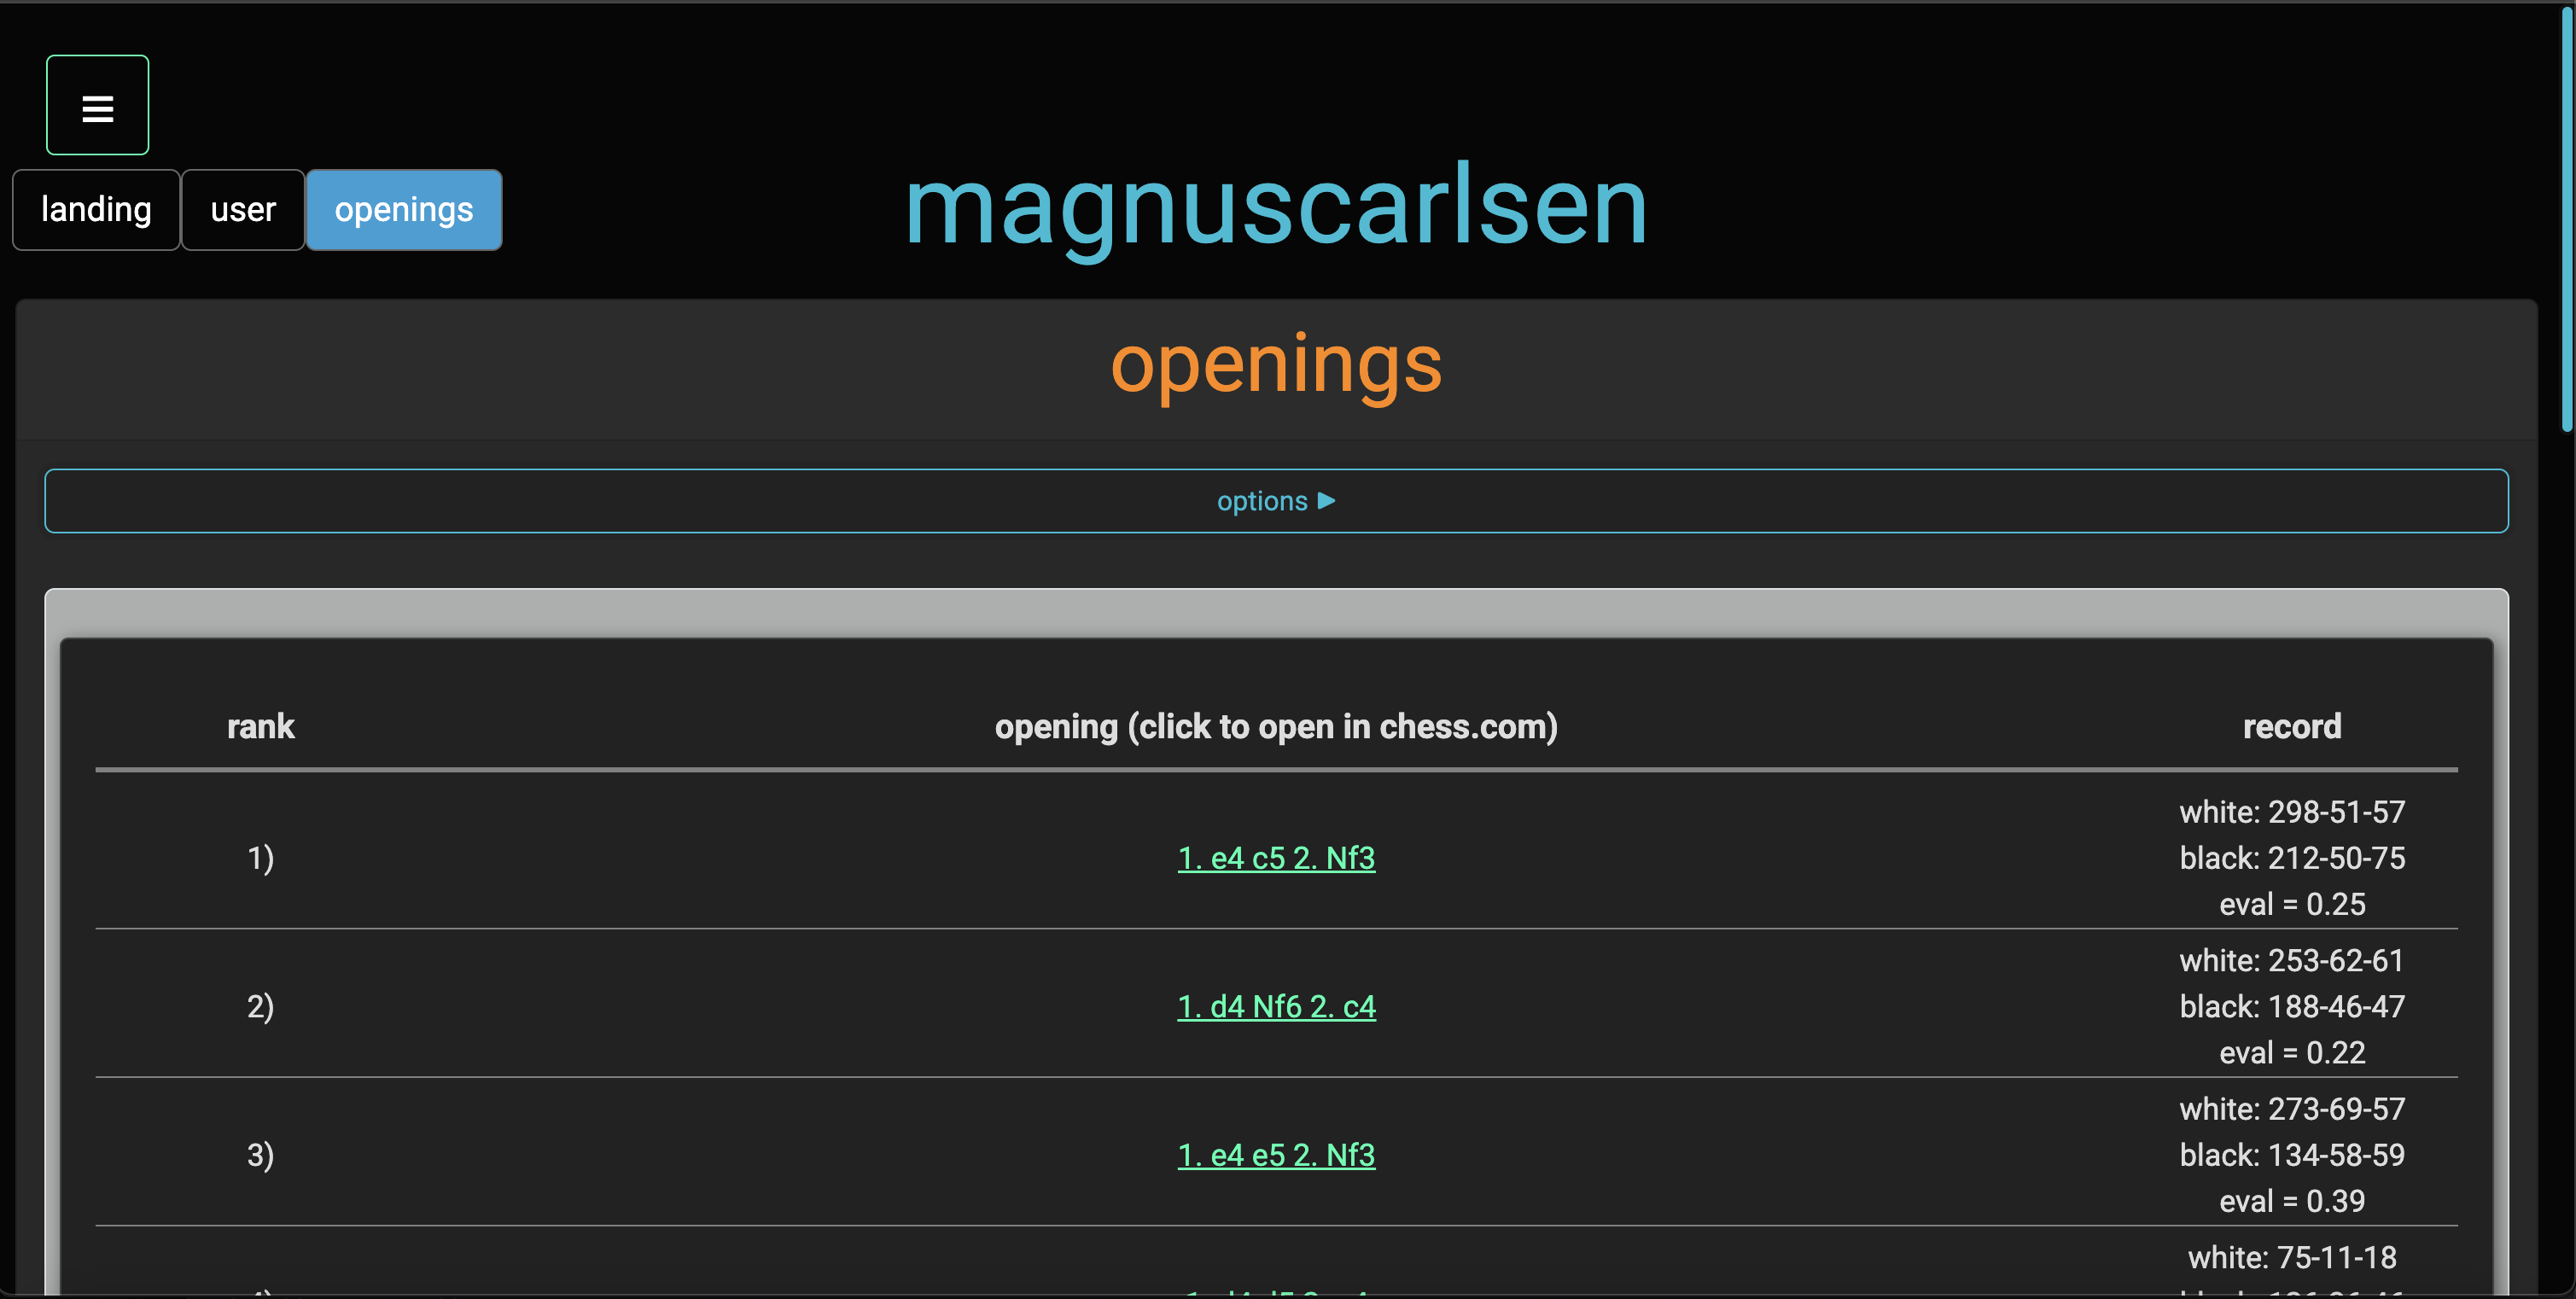 landing user openings
magnuscarlsen
openings
options ►
rank opening (click to open in chess.com) record
white: 298-51-57
1) 1. e4 c5 2. Nf3 black: 212-50-75
eval = 0.25
white: 253-62-61
2) 1. d4 Nf6 2. c4 black: 188-46-47
eval = 0.22
white: 273-69-57
3) 1. e4 e5 2. Nf3 black: 134-58-59
eval = 0.39
white: 75-11-18